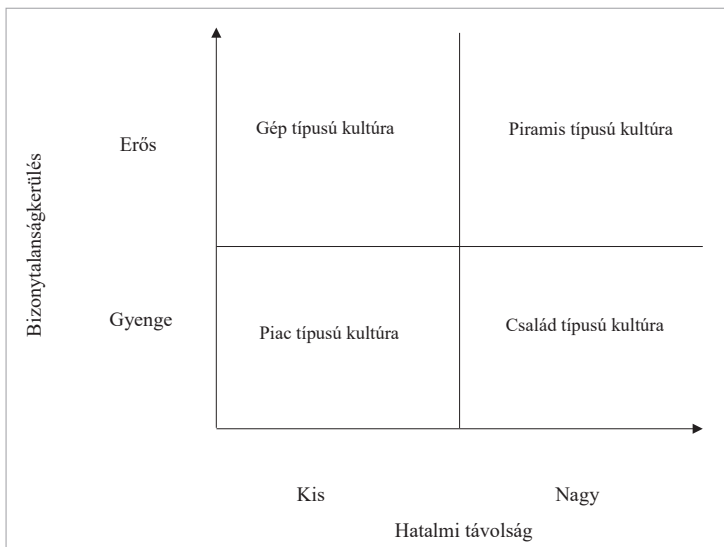 Gép típusú kultúra
Piramis típusú kultúra
Erős
Bizonytalanságkerülés
Gyenge
Piac típusú kultúra
Család típusú kultúra
Kis
Nagy
Hatalmi távolság